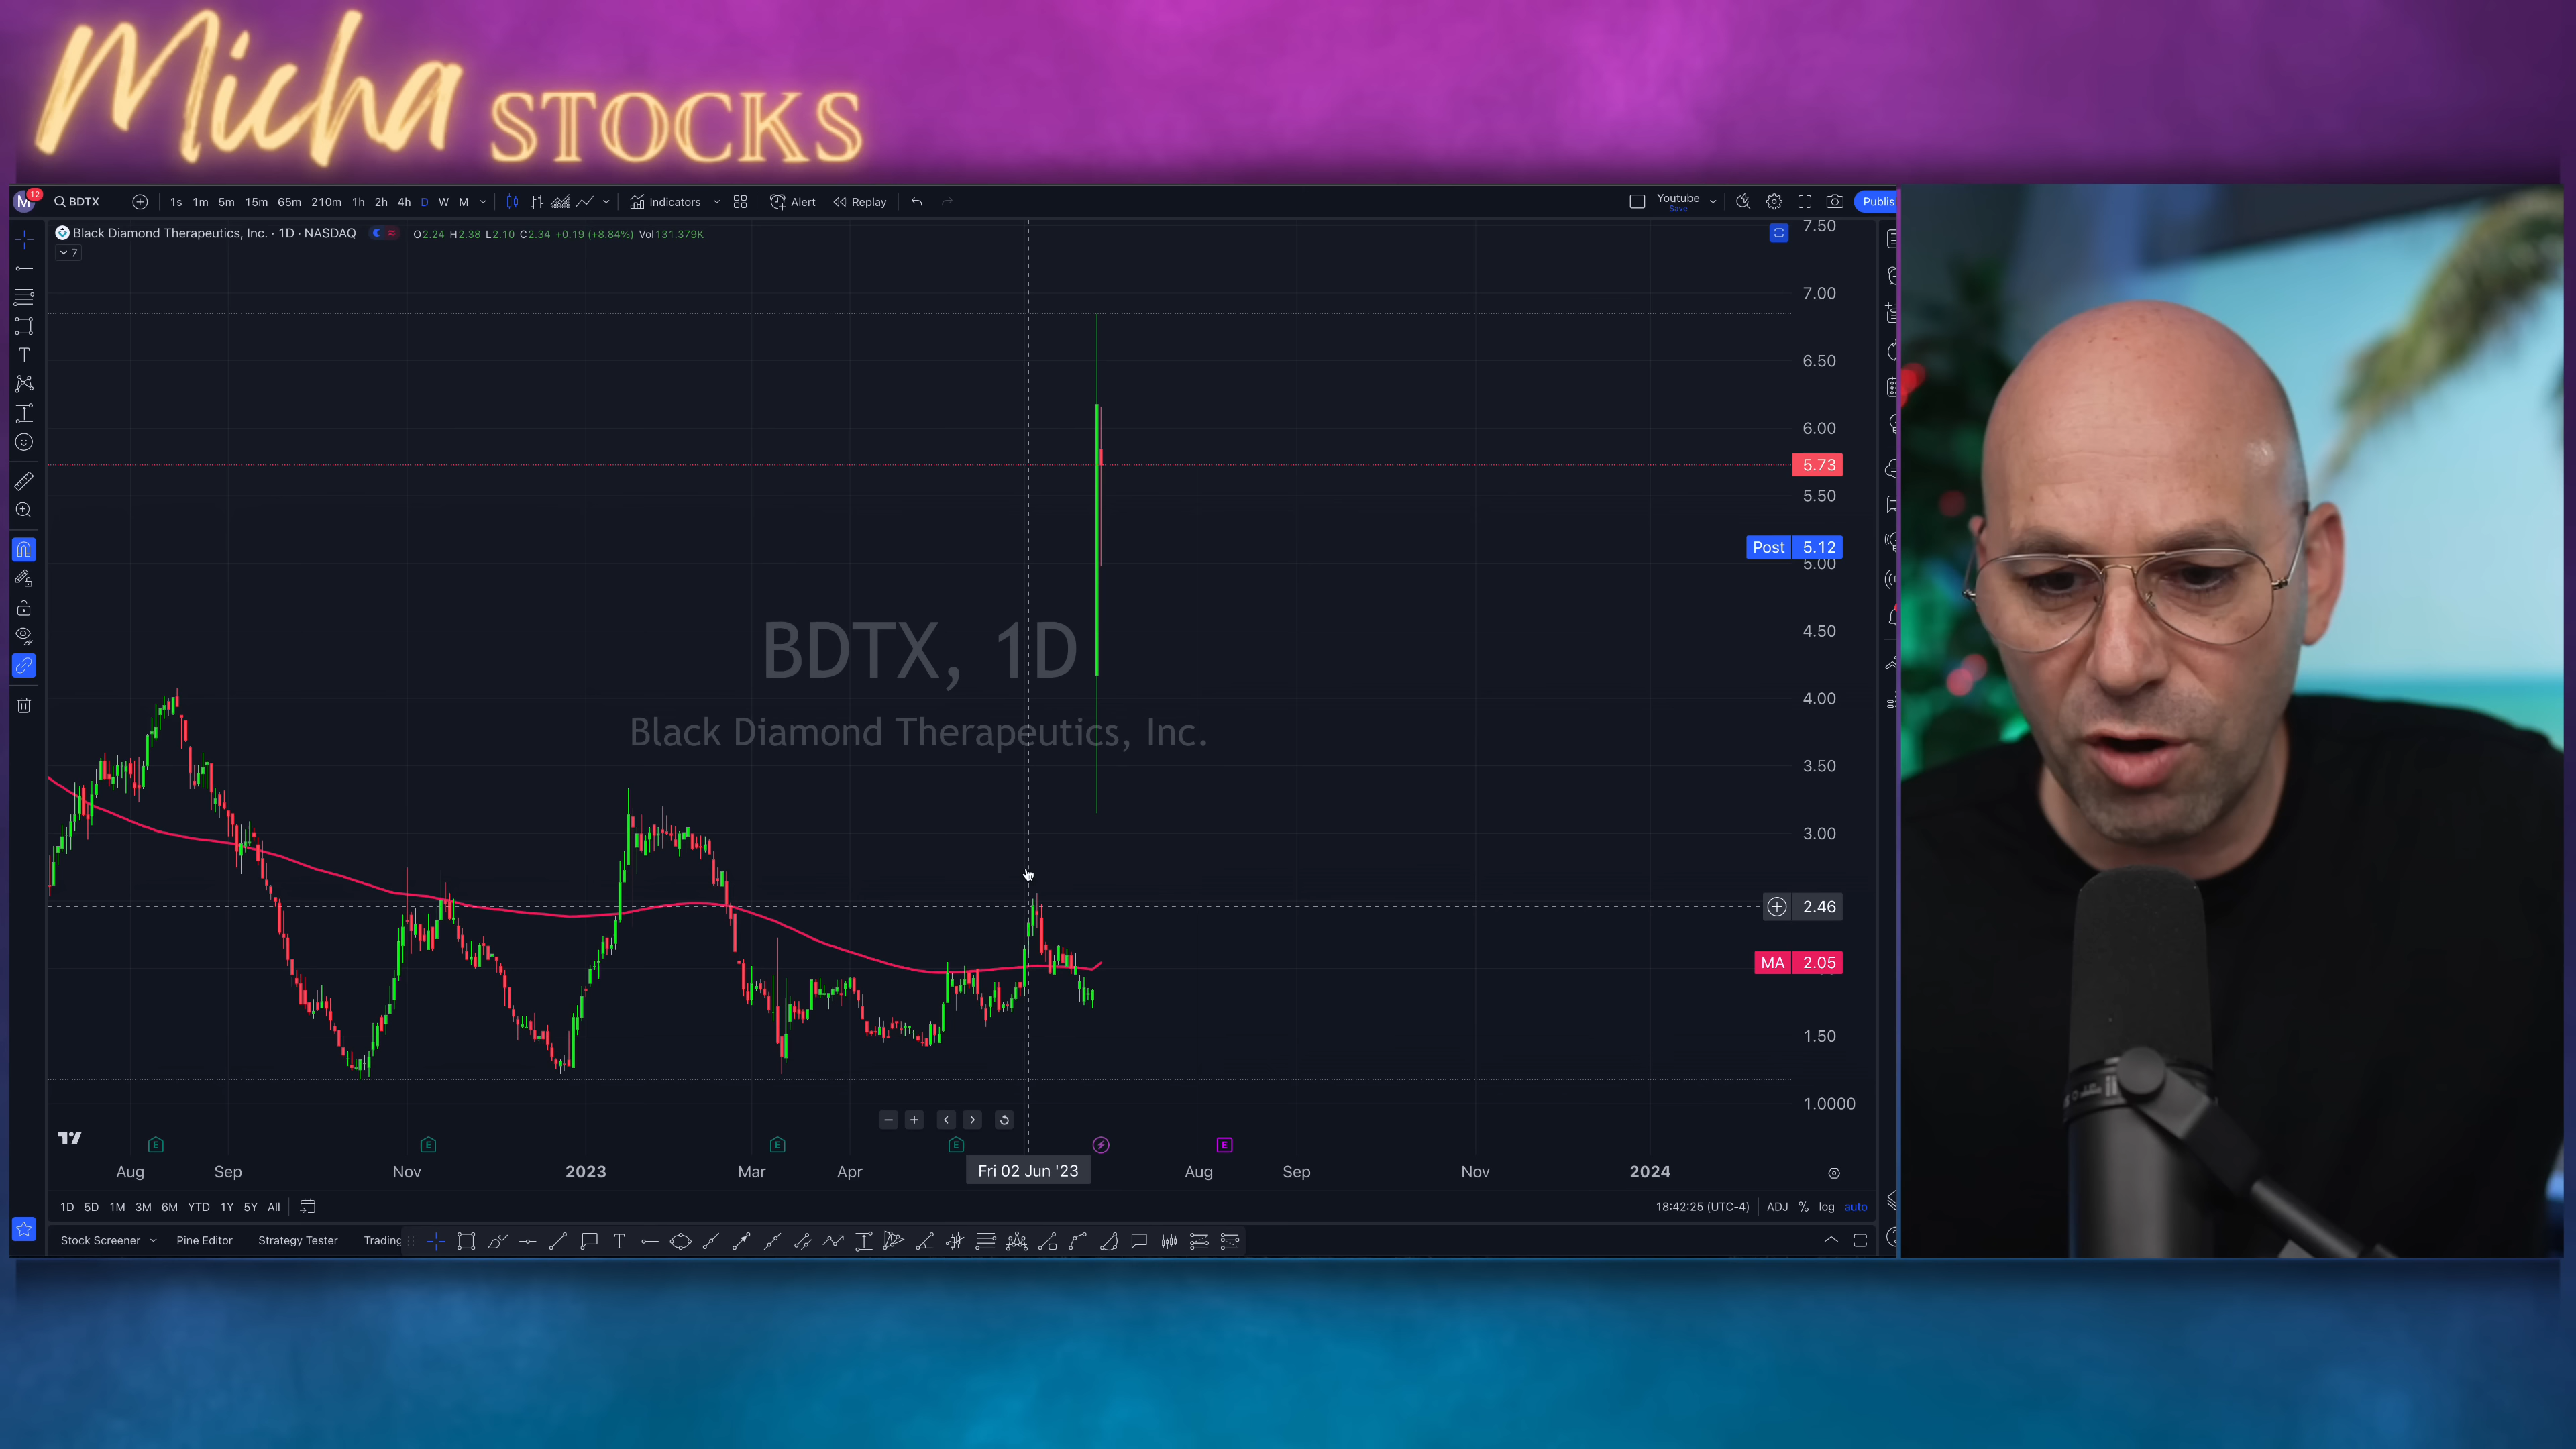 Micha STOCKS
M 12 BDTX 1s 1m 5m 15m 65m 210m 1h 2h 4h D W M Indicators Alert Replay Youtube Save Publish
Black Diamond Therapeutics, Inc. · 1D · NASDAQ O2.24 H2.38 L2.10 C2.34 +0.19 (+8.84%) Vol131.379K
7
7.50
7.00
6.50
6.00
5.73
5.50
Post 5.12
5.00
4.50
BDTX, 1D
4.00
Black Diamond Therapeutics, Inc.
3.50
3.00
2.46
MA 2.05
1.50
1.0000
E E E E E
Aug Sep Nov 2023 Mar Apr Fri 02 Jun '23 Aug Sep Nov 2024
1D 5D 1M 3M 6M YTD 1Y 5Y All 18:42:25 (UTC-4) ADJ % log auto
Stock Screener Pine Editor Strategy Tester Trading